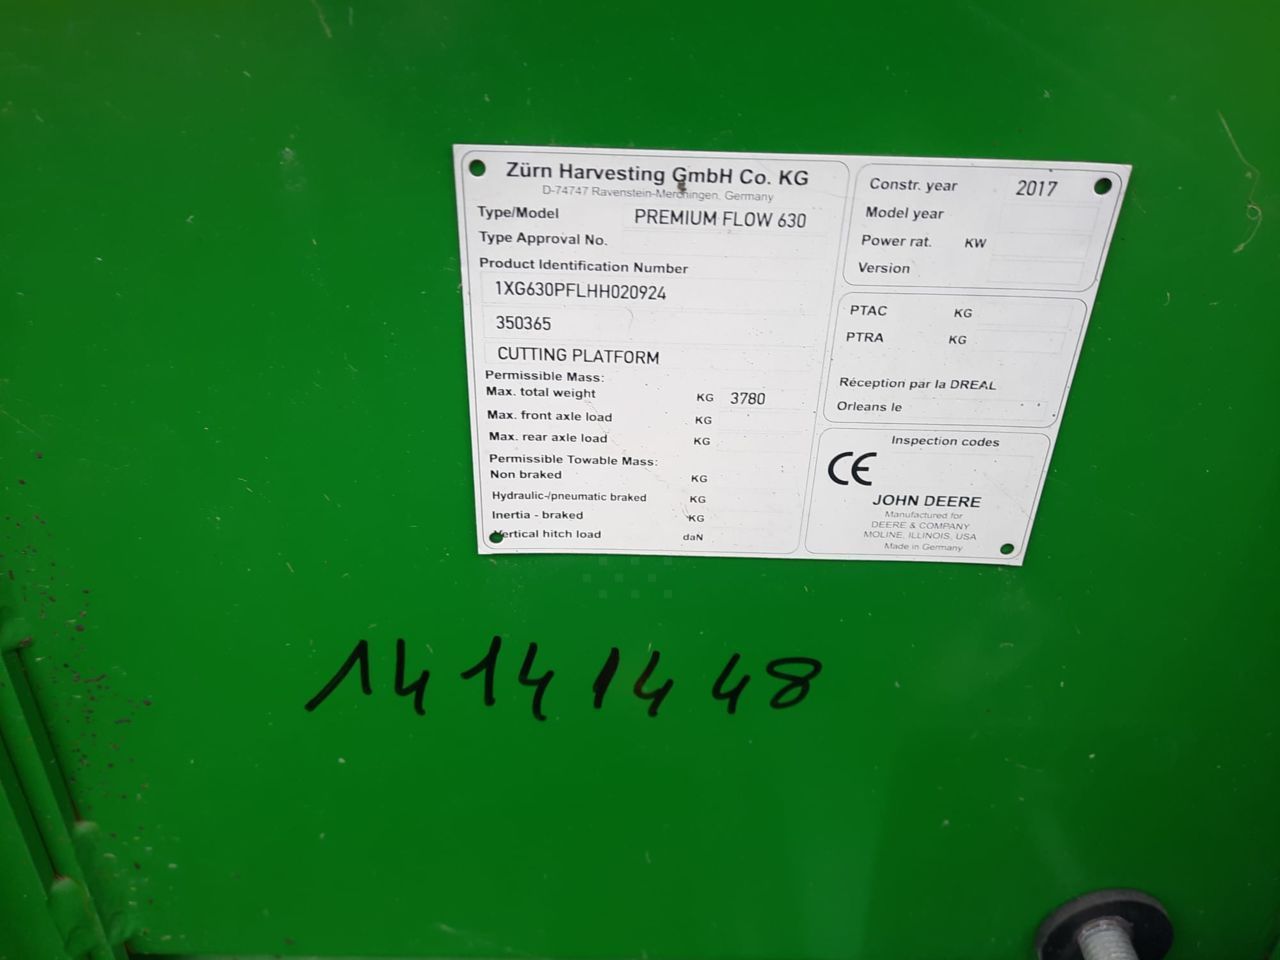 Zürn Harvesting GmbH Co. KG
D-74747 Ravenstein-Merchingen, Germany
Type/Model PREMIUM FLOW 630
Type Approval No.
Product Identification Number
1XG630PFLHH020924
350365
CUTTING PLATFORM
Permissible Mass:
Max. total weight KG 3780
Max. front axle load KG
Max. rear axle load KG
Permissible Towable Mass:
Non braked KG
Hydraulic-/pneumatic braked KG
Inertia - braked KG
Vertical hitch load daN
Constr. year 2017
Model year
Power rat. KW
Version
PTAC KG
PTRA KG
Réception par la DREAL
Orleans le
Inspection codes
CE
JOHN DEERE
Manufactured for
DEERE & COMPANY
MOLINE, ILLINOIS, USA
Made in Germany
14 14 14 48